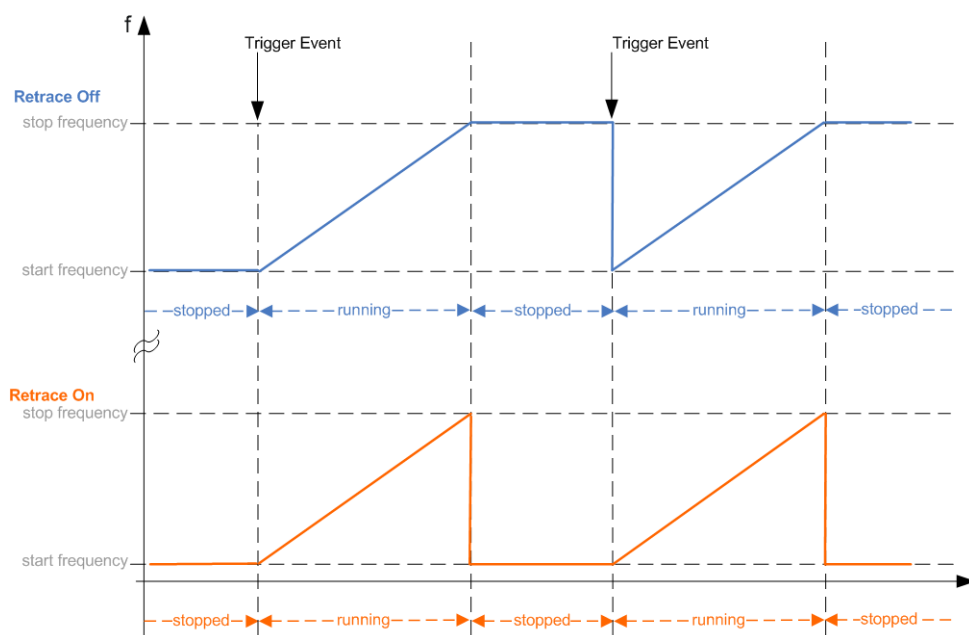 f
Trigger Event
Trigger Event
Retrace Off
stop frequency
start frequency
stopped running stopped running stopped
Retrace On
stop frequency
start frequency
stopped running stopped running stopped